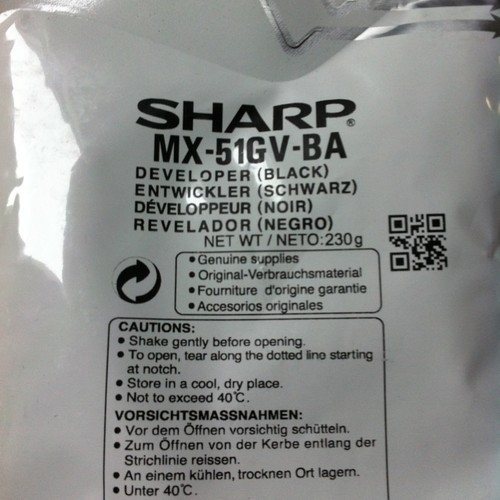 SHARP®
MX-51GV-BA
DEVELOPER (BLACK)
ENTWICKLER (SCHWARZ)
DÉVELOPPEUR (NOIR)
REVELADOR (NEGRO)
NET WT / NETO:230g
• Genuine supplies
• Original-Verbrauchsmaterial
• Fourniture d'origine garantie
• Accesorios originales
CAUTIONS:
• Shake gently before opening.
• To open, tear along the dotted line starting
at notch.
• Store in a cool, dry place.
• Not to exceed 40℃.
VORSICHTSMASSNAHMEN:
• Vor dem Öffnen vorsichtig schütteln.
• Zum Öffnen von der Kerbe entlang der
Strichlinie reissen.
• An einem kühlen, trocknen Ort lagern.
• Unter 40℃.